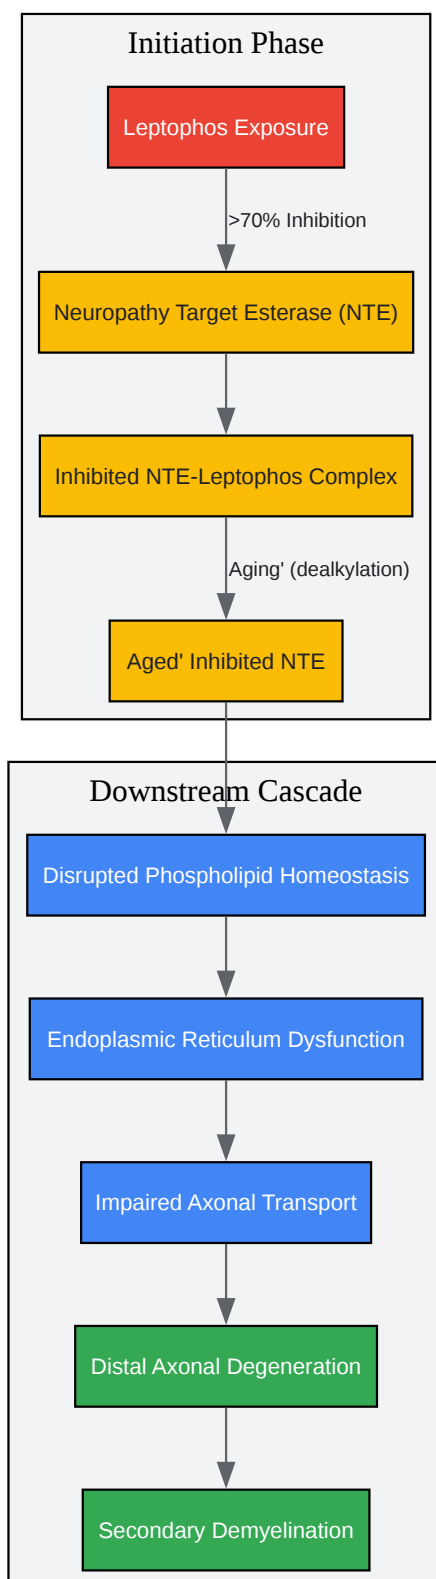 Initiation Phase
Leptophos Exposure
>70% Inhibition
Neuropathy Target Esterase (NTE)
Inhibited NTE-Leptophos Complex
Aging' (dealkylation)
Aged' Inhibited NTE
Downstream Cascade
Disrupted Phospholipid Homeostasis
Endoplasmic Reticulum Dysfunction
Impaired Axonal Transport
Distal Axonal Degeneration
Secondary Demyelination